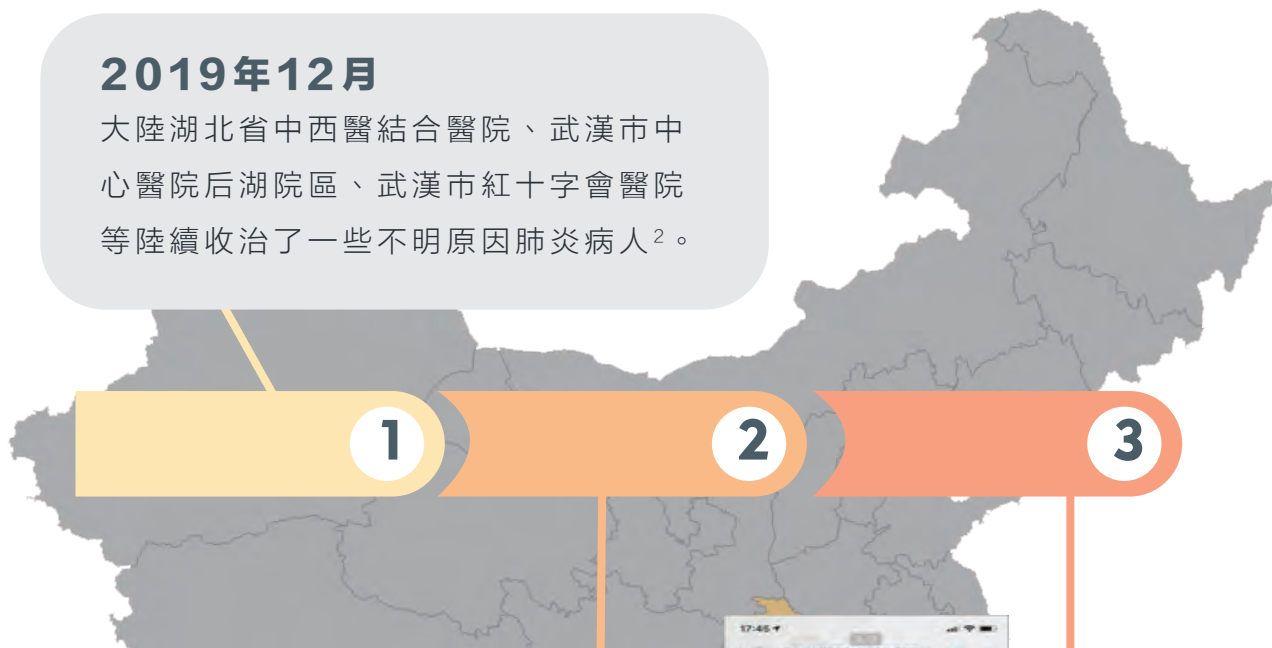 2019年12月
大陸湖北省中西醫結合醫院、武漢市中
心醫院后湖院區、武漢市紅十字會醫院
等陸續收治了一些不明原因肺炎病人²。
1
2
3
17:45